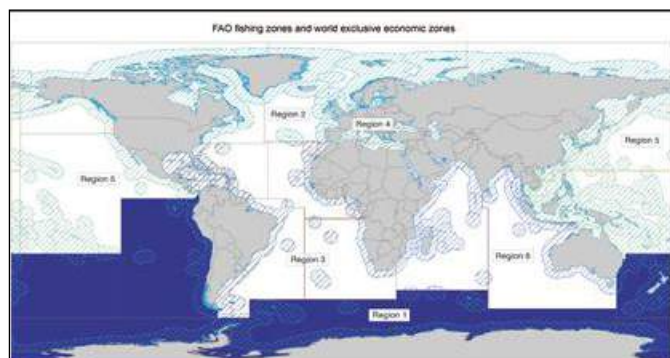 FAO fishing zones and world exclusive economic zones
Region 2
Region 4
Region 5
Region 6
Region 3
Region 6
Region 1